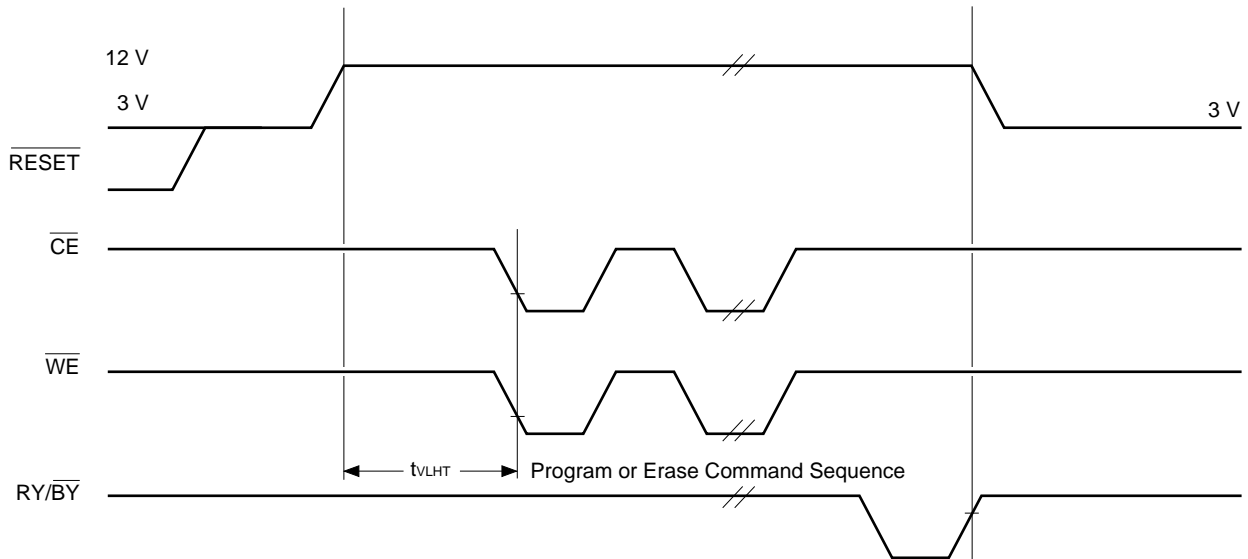 12 V
3 V
3 V
RESET
CE
WE
tVLHT
Program or Erase Command Sequence
RY/BY